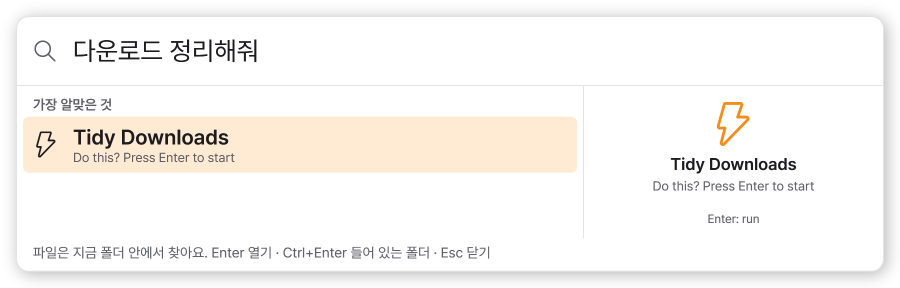 다운로드 정리해줘
가장 알맞은 것
Tidy Downloads
Do this? Press Enter to start
Tidy Downloads
Do this? Press Enter to start
Enter: run
파일은 지금 폴더 안에서 찾아요. Enter 열기 · Ctrl+Enter 들어 있는 폴더 · Esc 닫기